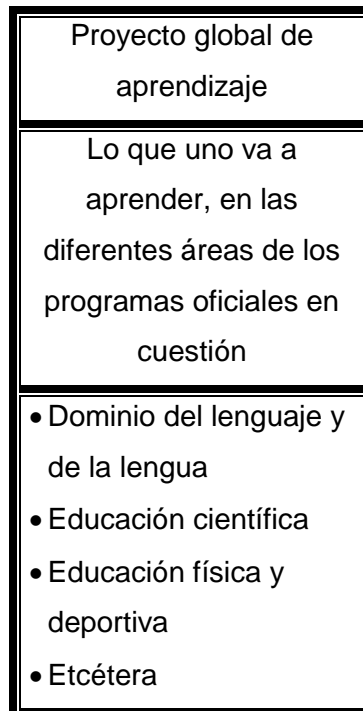 Proyecto global de
aprendizaje
Lo que uno va a
aprender, en las
diferentes áreas de los
programas oficiales en
cuestión
• Dominio del lenguaje y
de la lengua
• Educación científica
• Educación física y
deportiva
• Etcétera